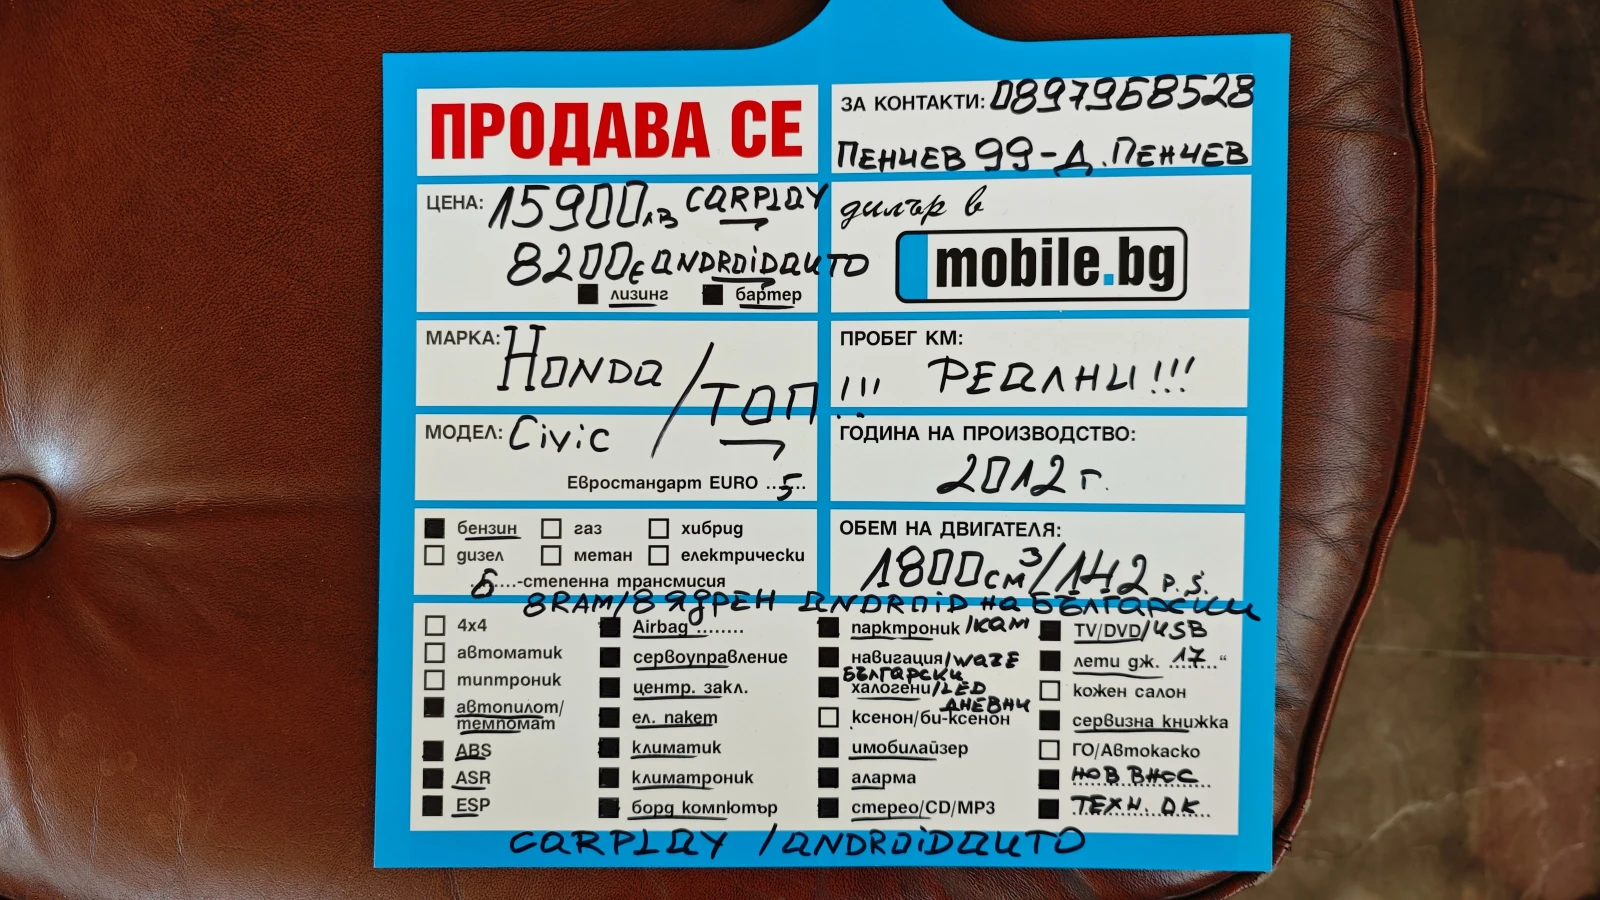 ПРОДАВА СЕ
ЗА КОНТАКТИ: 0897968528
ПЕНЧЕВ 99-Д. ПЕНЧЕВ
ЦЕНА: 15900лв CARPLAY
8200€ ANDROIDAUTO
лизинг бартер
дилър в
mobile.bg
МАРКА: HONDA / ТОП !!!
ПРОБЕГ КМ: РЕАЛНИ!!!
МОДЕЛ: Civic
Евростандарт EURO ..5..
ГОДИНА НА ПРОИЗВОДСТВО:
2012 г.
бензин газ хибрид
дизел метан електрически
6....-степенна трансмисия
ОБЕМ НА ДВИГАТЕЛЯ:
1800см³/142 p.s.
8RAM/8 ЯДРЕН ANDROID на БЪЛГАРСКИ
4x4
автоматик
типтроник
автопилот/
темпомат
ABS
ASR
ESP
Airbag ........
сервоуправление
центр. закл.
ел. пакет
климатик
климатроник
борд компютър
парктроник/КАМ
навигация/WAZE
БЪЛГАРСКИ
халогени/LED
ДНЕВНИ
ксенон/би-ксенон
имобилайзер
аларма
стерео/CD/MP3
TV/DVD/USB
лети дж. 17......"
кожен салон
сервизна книжка
ГО/Автокаско
НОВ ВНОС
ТЕХН. ОК
CARPLAY / ANDROIDAUTO